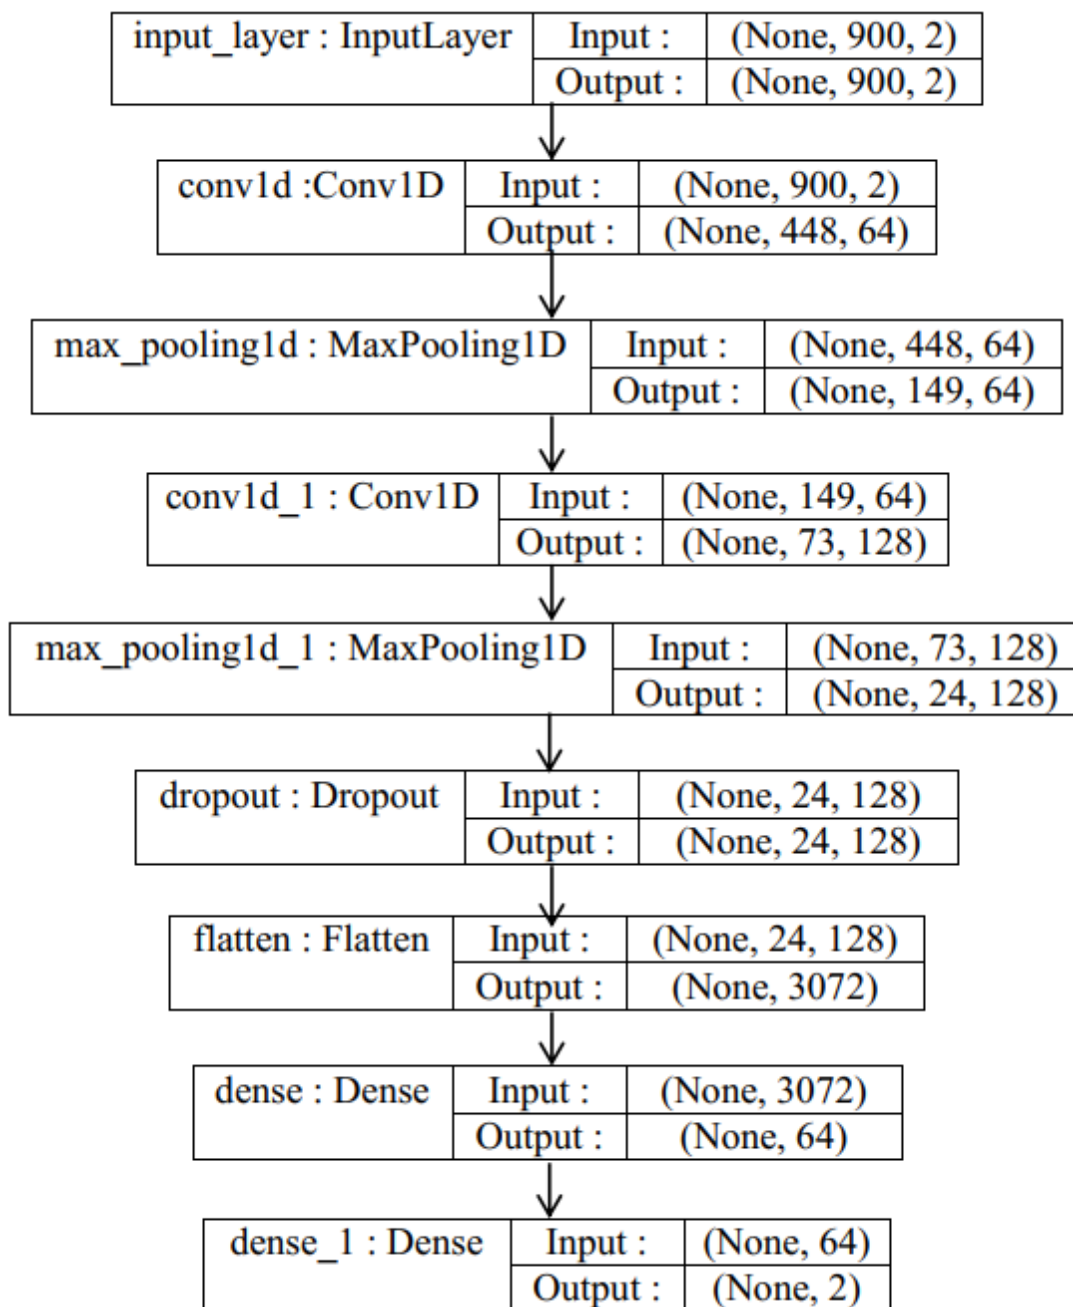 input_layer : InputLayer Input : (None, 900, 2)
Output : (None, 900, 2)
conv1d :Conv1D Input : (None, 900, 2)
Output : (None, 448, 64)
max_pooling1d : MaxPooling1D Input : (None, 448, 64)
Output : (None, 149, 64)
conv1d_1 : Conv1D Input : (None, 149, 64)
Output : (None, 73, 128)
max_pooling1d_1 : MaxPooling1D Input : (None, 73, 128)
Output : (None, 24, 128)
dropout : Dropout Input : (None, 24, 128)
Output : (None, 24, 128)
flatten : Flatten Input : (None, 24, 128)
Output : (None, 3072)
dense : Dense Input : (None, 3072)
Output : (None, 64)
dense_1 : Dense Input : (None, 64)
Output : (None, 2)